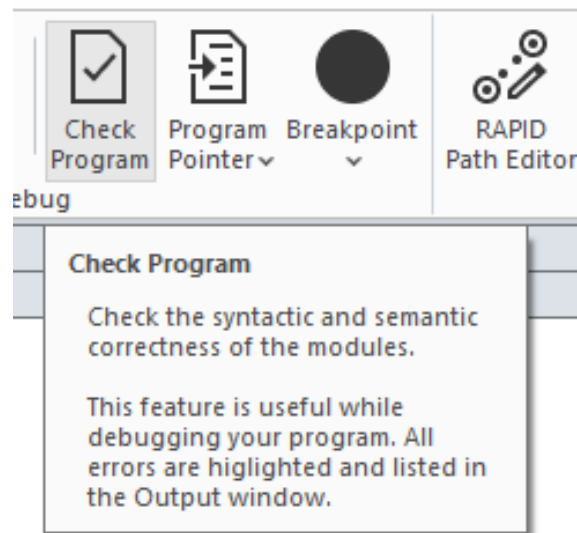 Check
Program
Program
Pointer
Breakpoint
RAPID
Path Editor
ebug
Check Program
Check the syntactic and semantic
correctness of the modules.
This feature is useful while
debugging your program. All
errors are higlighted and listed in
the Output window.